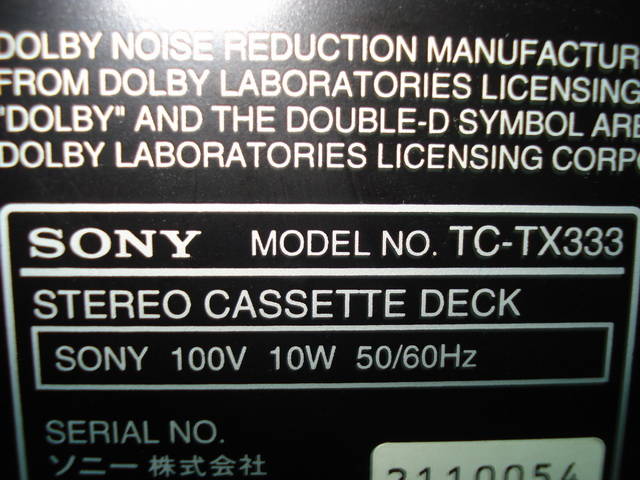 DOLBY NOISE REDUCTION MANUFACTUR
FROM DOLBY LABORATORIES LICENSING
"DOLBY" AND THE DOUBLE-D SYMBOL ARE
DOLBY LABORATORIES LICENSING CORPO
SONY MODEL NO. TC-TX333
STEREO CASSETTE DECK
SONY 100V 10W 50/60Hz
SERIAL NO.
ソニー株式会社
2110054